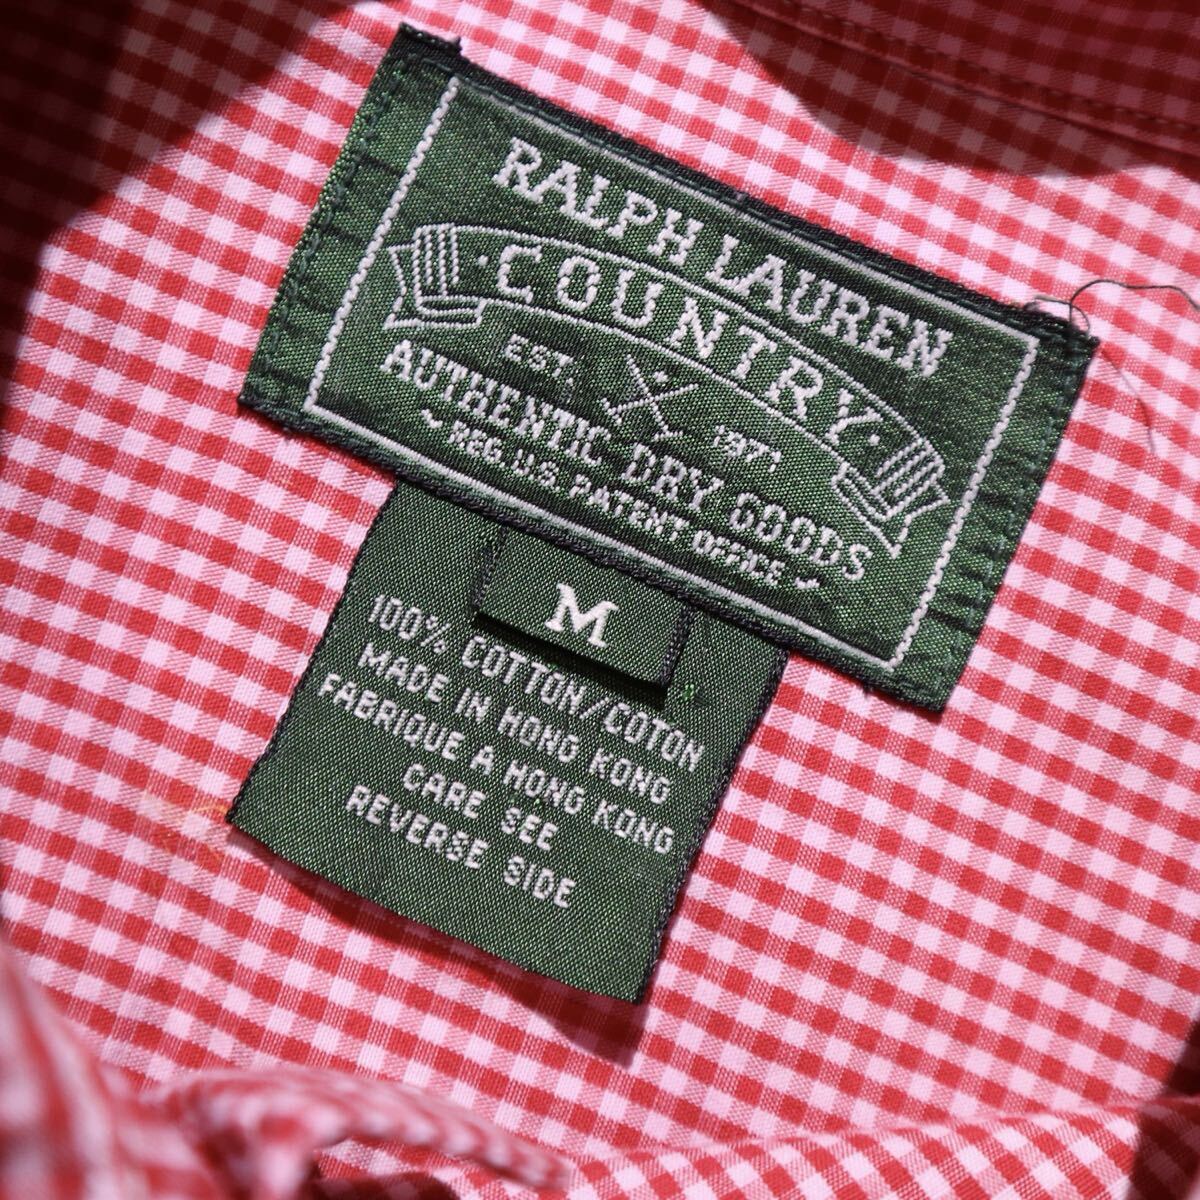 RALPH LAUREN
·COUNTRY·
EST. 1977
AUTHENTIC DRY GOODS
~ REG. U.S. PATENT OFFICE ~
M
100% COTTON/COTON
MADE IN HONG KONG
FABRIQUE A HONG KONG
CARE SEE
REVERSE SIDE